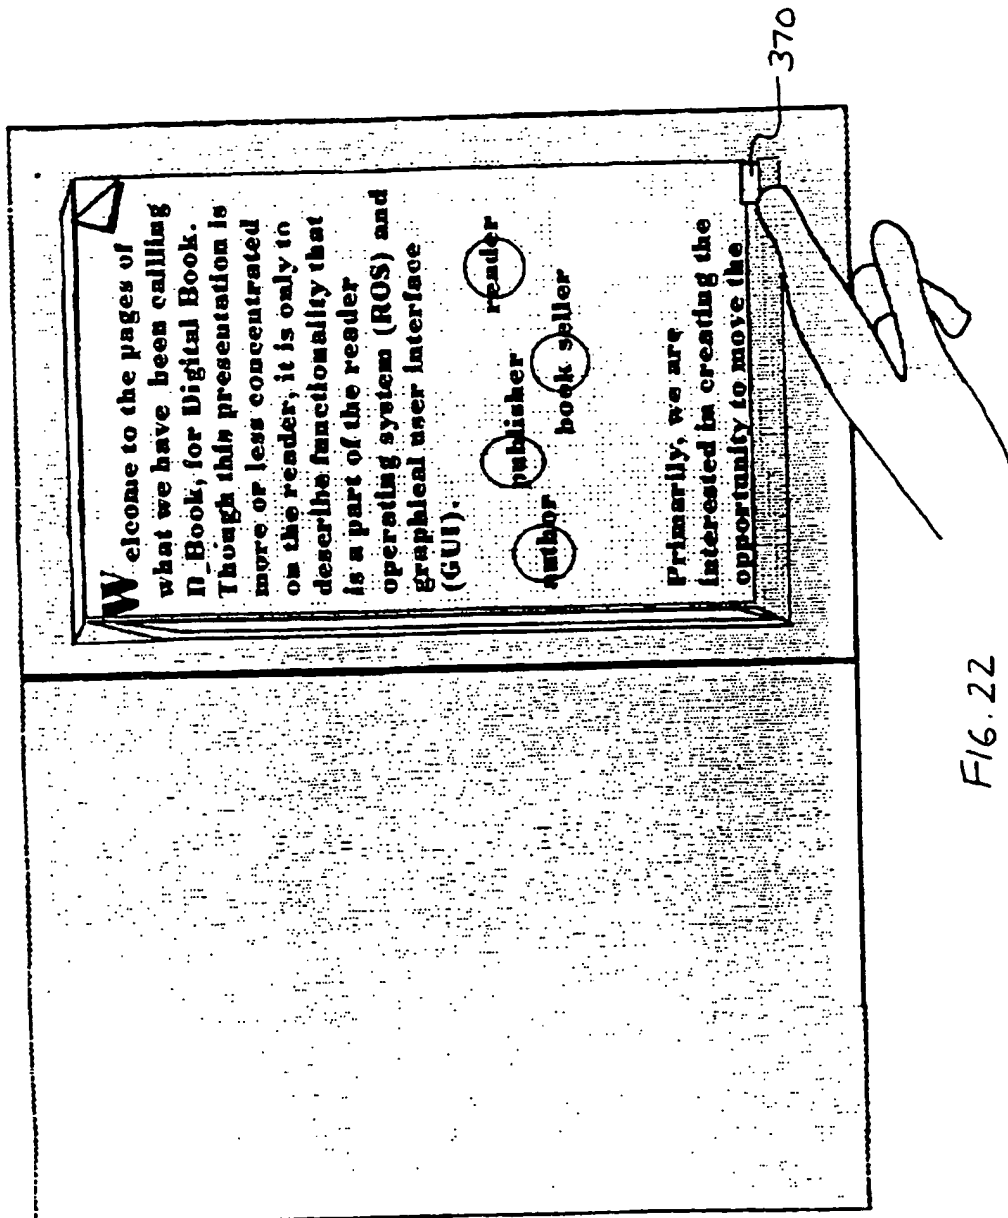 Welcome to the pages of
what we have been callling
D_Book, for Digital Book.
Though this presentation is
more or less concentrated
on the reader, it is only to
describe functionality that
is a part of the reader
operating system (ROS) and
graphical user interface
(GUI).
author publisher book seller reader
Primarily, we are
interested in creating the
opportunity to move the
370
FIG. 22